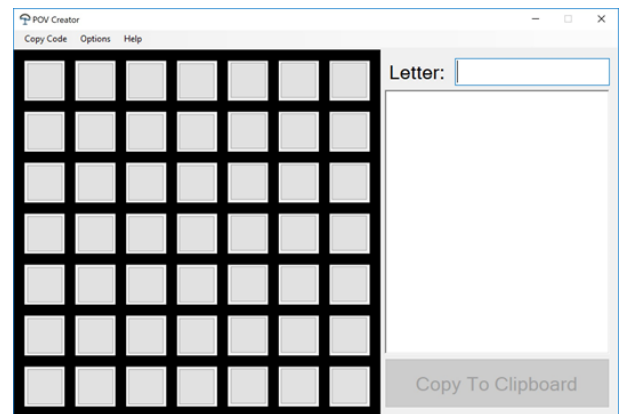 POV Creator
Copy Code Options Help
Letter:
Copy To Clipboard